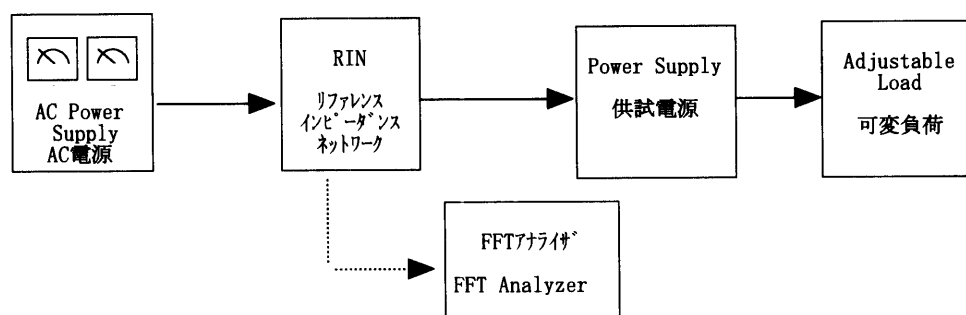 AC Power
Supply
AC電源
RIN
リファレンス
インピーダンス
ネットワーク
Power Supply
供試電源
Adjustable
Load
可変負荷
FFTアナライザ
FFT Analyzer